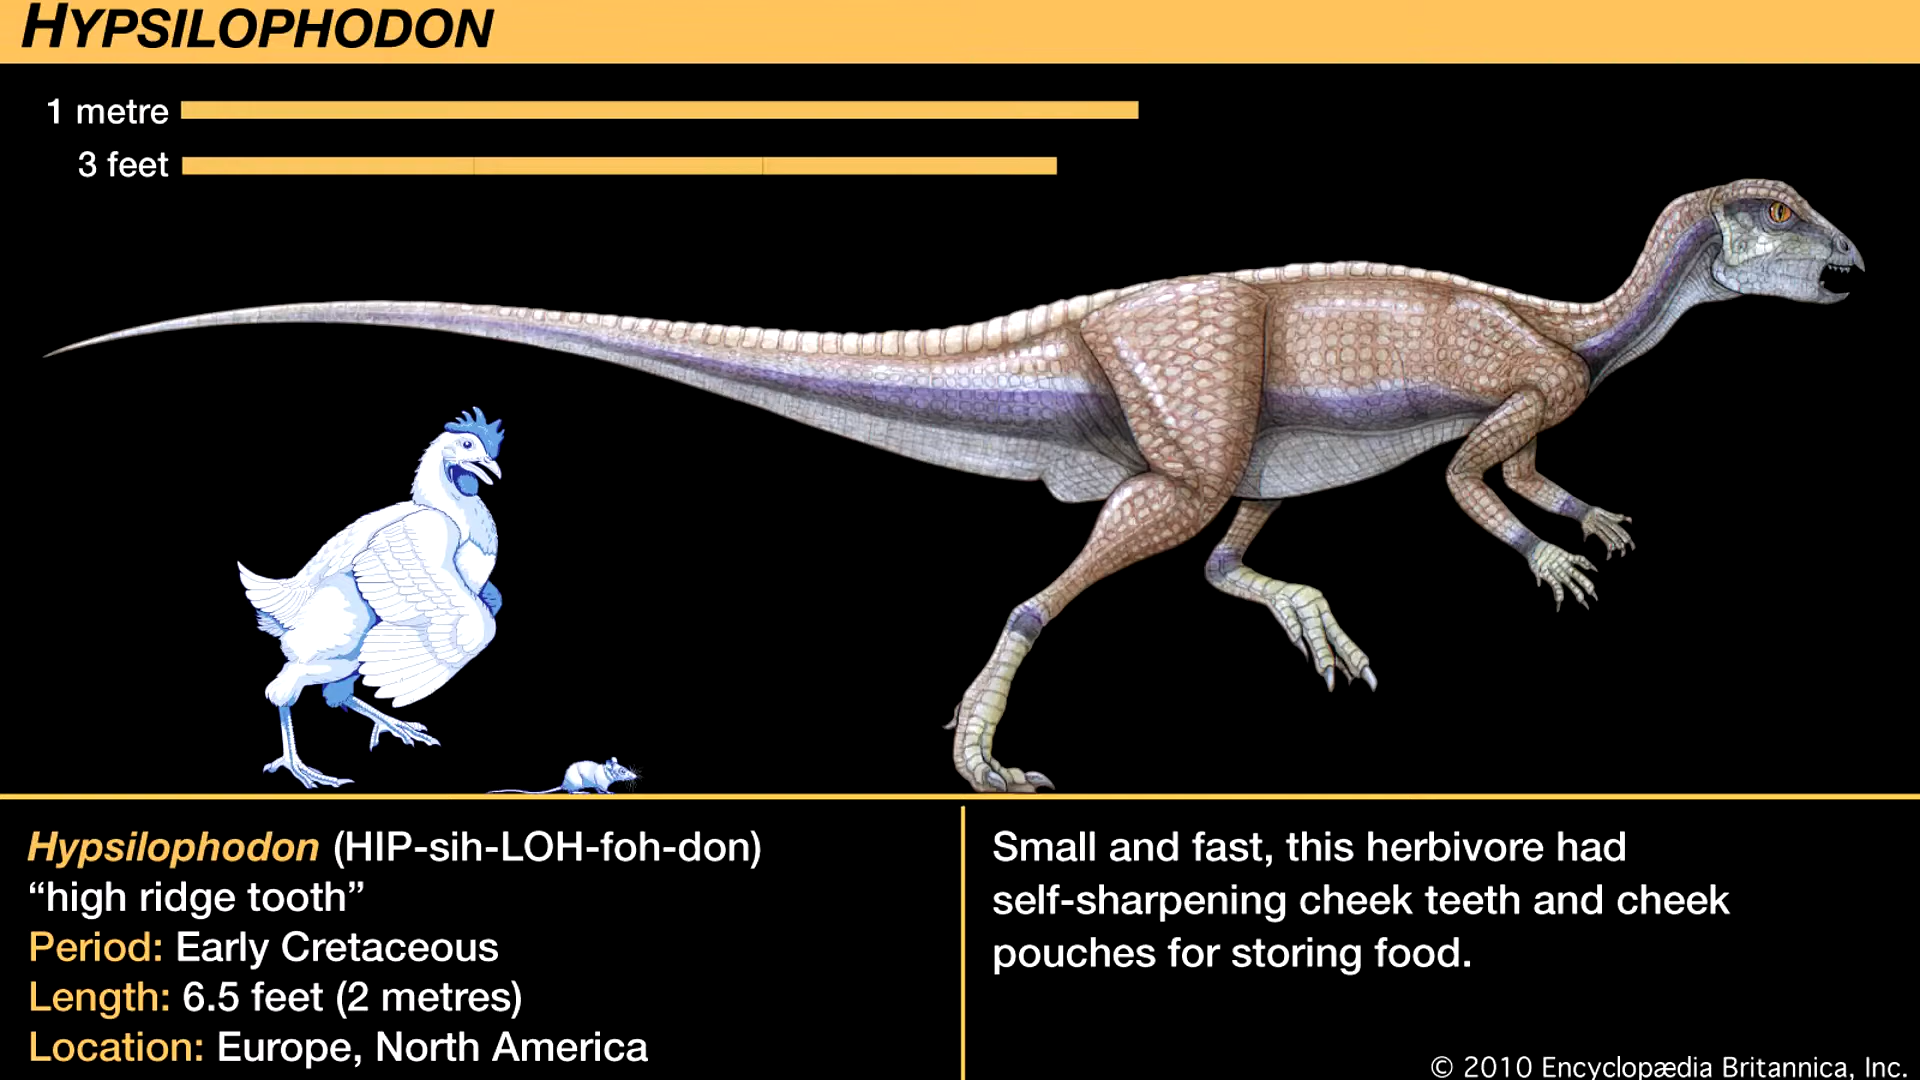 HYPSILOPHODON
1 metre
3 feet
Hypsilophodon (HIP-sih-LOH-foh-don)
“high ridge tooth”
Period: Early Cretaceous
Length: 6.5 feet (2 metres)
Location: Europe, North America
Small and fast, this herbivore had
self-sharpening cheek teeth and cheek
pouches for storing food.
© 2010 Encyclopædia Britannica, Inc.